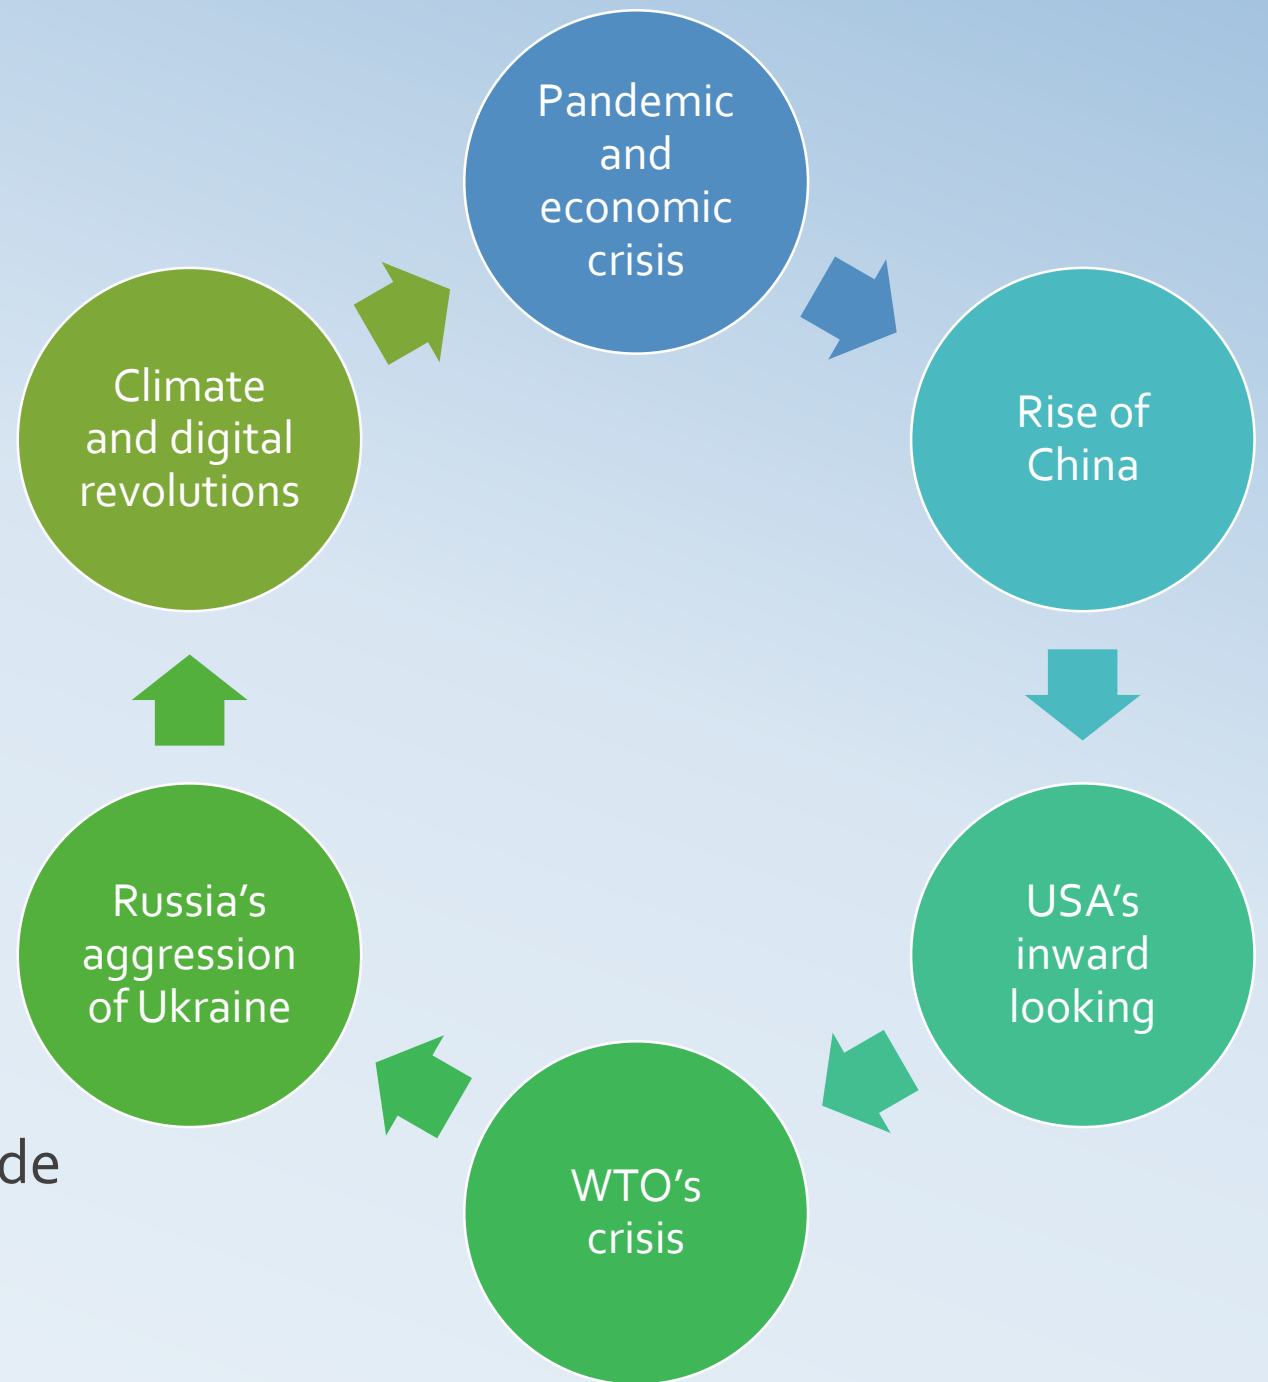 Pandemic
and
economic
crisis
Rise of
China
USA’s
inward
looking
WTO’s
crisis
Russia’s
aggression
of Ukraine
Climate
and digital
revolutions
de